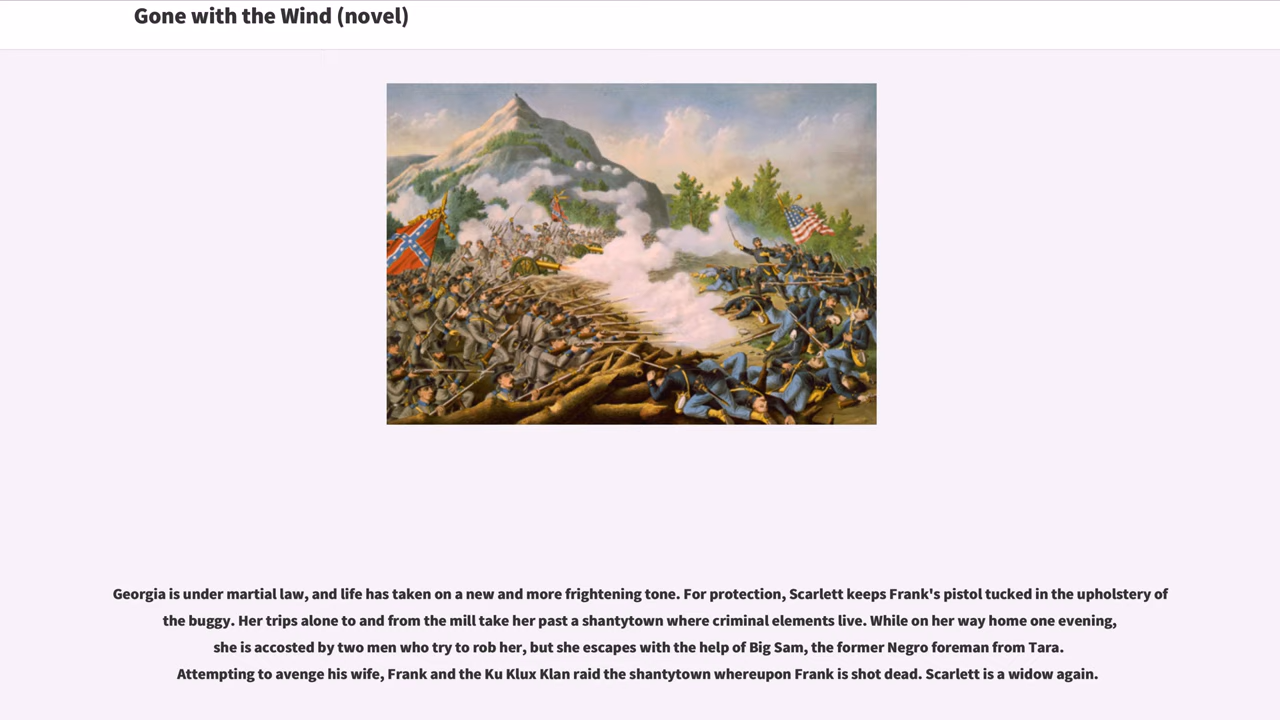 Gone with the Wind (novel)
Georgia is under martial law, and life has taken on a new and more frightening tone. For protection, Scarlett keeps Frank's pistol tucked in the upholstery of
the buggy. Her trips alone to and from the mill take her past a shantytown where criminal elements live. While on her way home one evening,
she is accosted by two men who try to rob her, but she escapes with the help of Big Sam, the former Negro foreman from Tara.
Attempting to avenge his wife, Frank and the Ku Klux Klan raid the shantytown whereupon Frank is shot dead. Scarlett is a widow again.